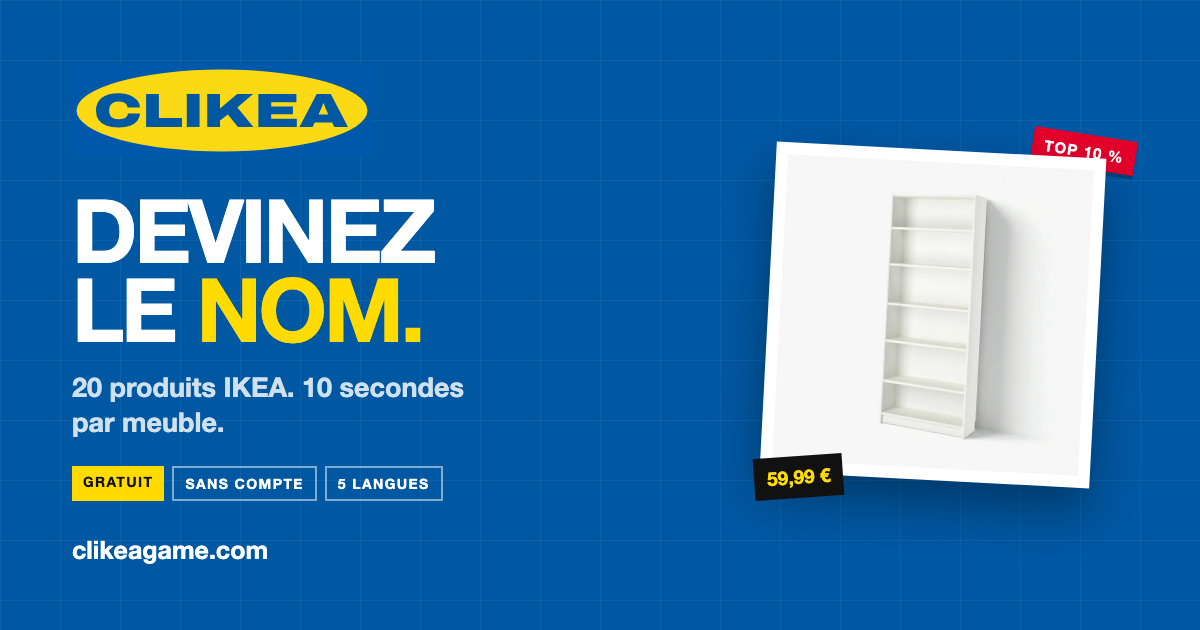 CLIKEA
DEVINEZ
LE NOM.
20 produits IKEA. 10 secondes
par meuble.
GRATUIT
SANS COMPTE
5 LANGUES
clikeagame.com
TOP 10 %
59,99 €